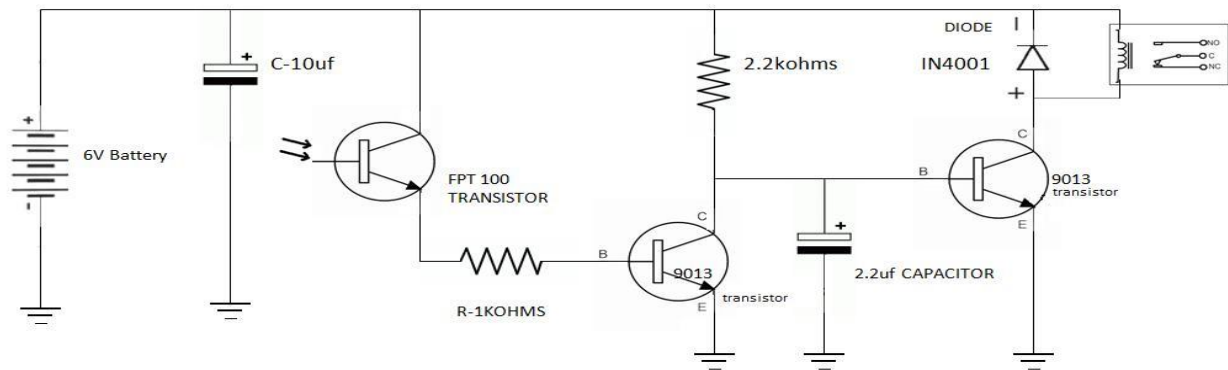 +
6V Battery
-
+
C-10uf
FPT 100
TRANSISTOR
R-1KOHMS
2.2kohms
B
C
9013
transistor
E
+
2.2uf CAPACITOR
DIODE
IN4001
-
+
B
C
9013
transistor
E
NO
C
NC